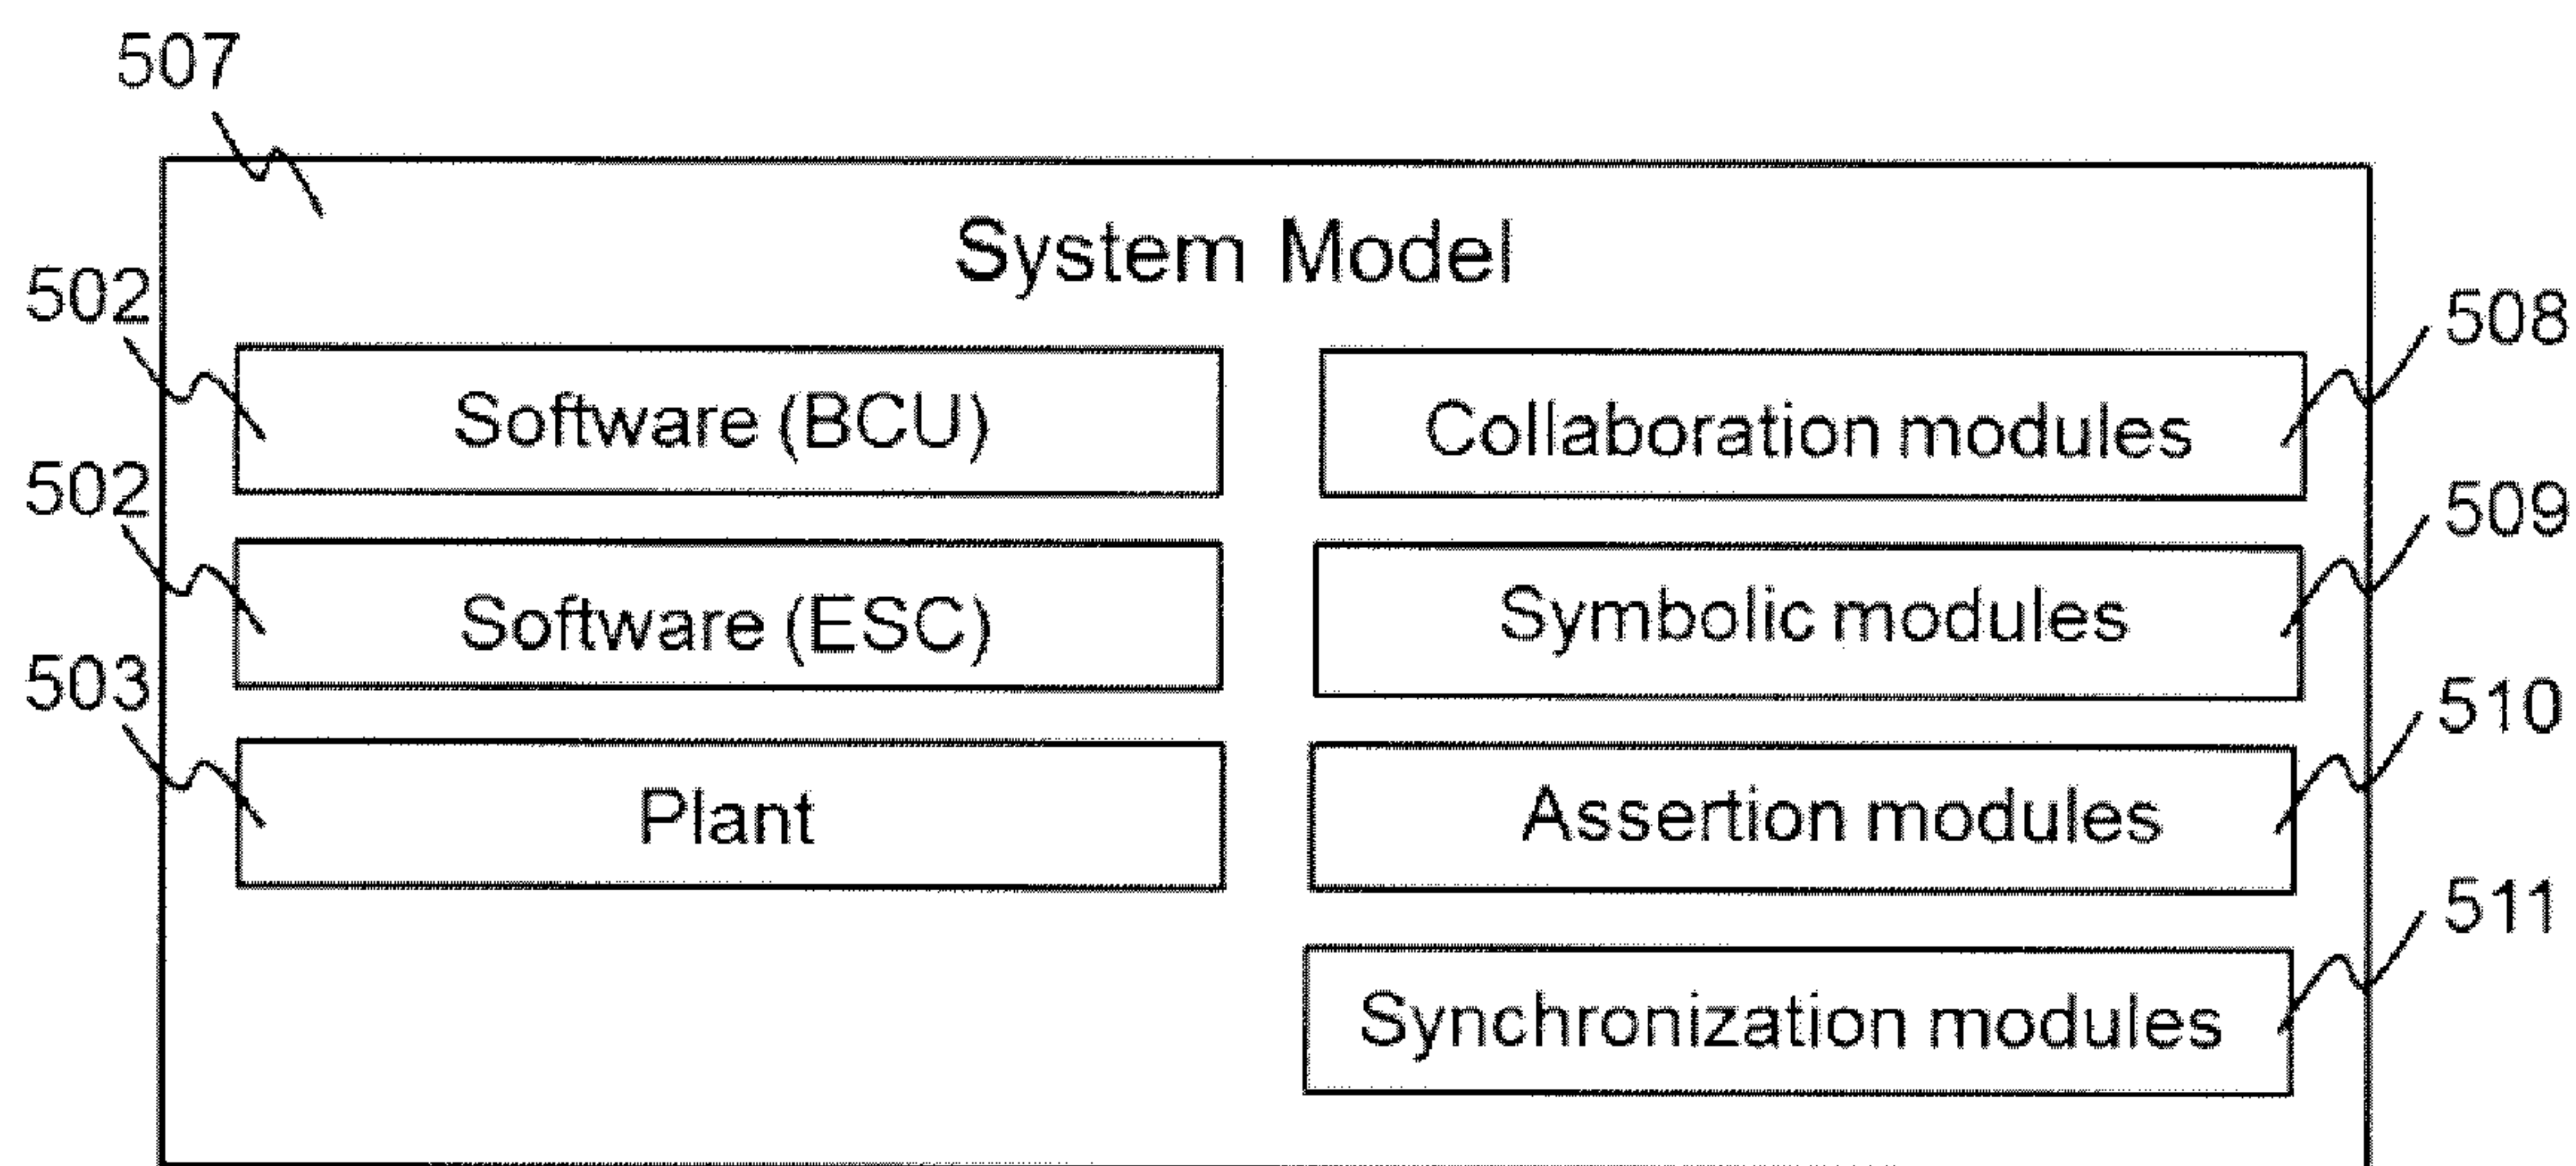 507
System Model
502
Software (BCU)
Collaboration modules
508
502
Software (ESC)
Symbolic modules
509
503
Plant
Assertion modules
510
Synchronization modules
511